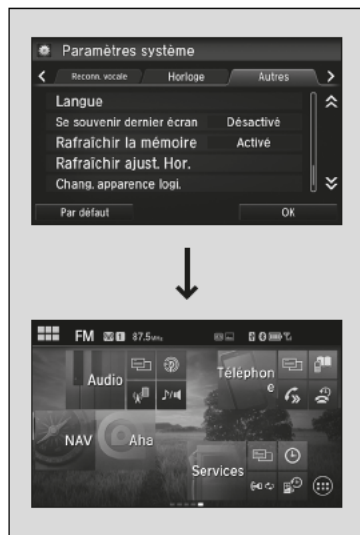 Paramètres système
Reconn. vocale Horloge Autres
Langue
Se souvenir dernier écran Désactivé
Rafraîchir la mémoire Activé
Rafraîchir ajust. Hor.
Chang. apparence logi.
Par défaut OK
FM 87.5MHz
Audio
Téléphon
e
NAV
Aha
Services